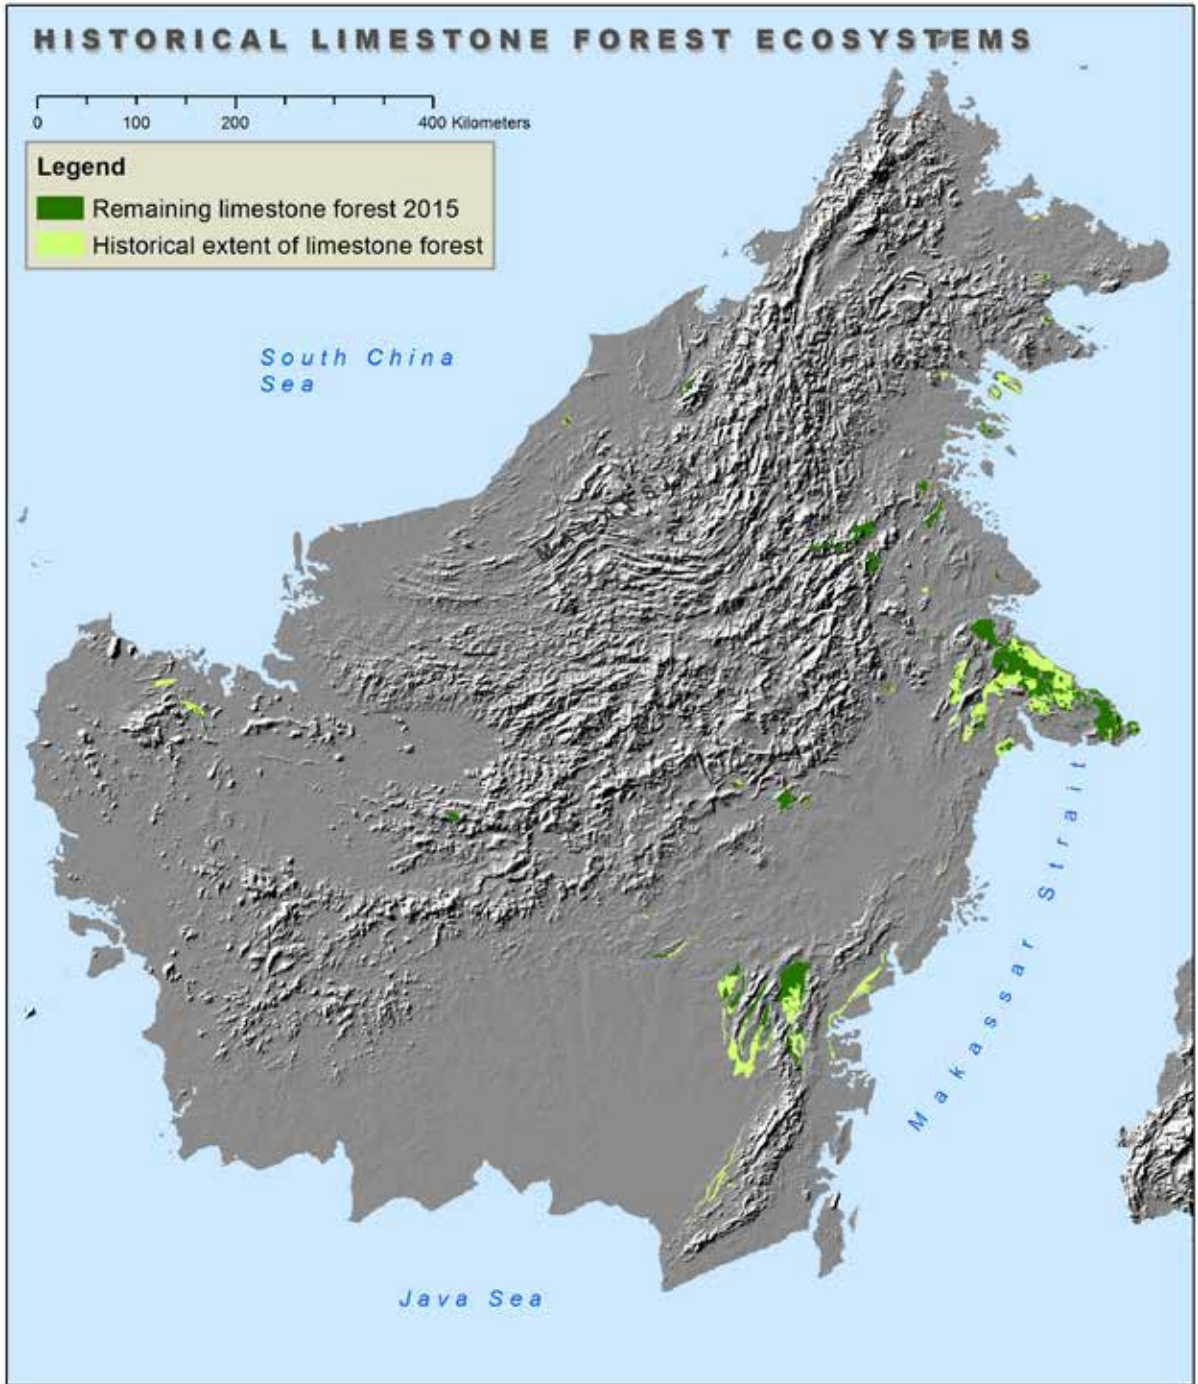 HISTORICAL LIMESTONE FOREST ECOSYSTEMS
0 100 200 400 Kilometers
Legend
Remaining limestone forest 2015
Historical extent of limestone forest
South China
Sea
Makassar Strait
Java Sea